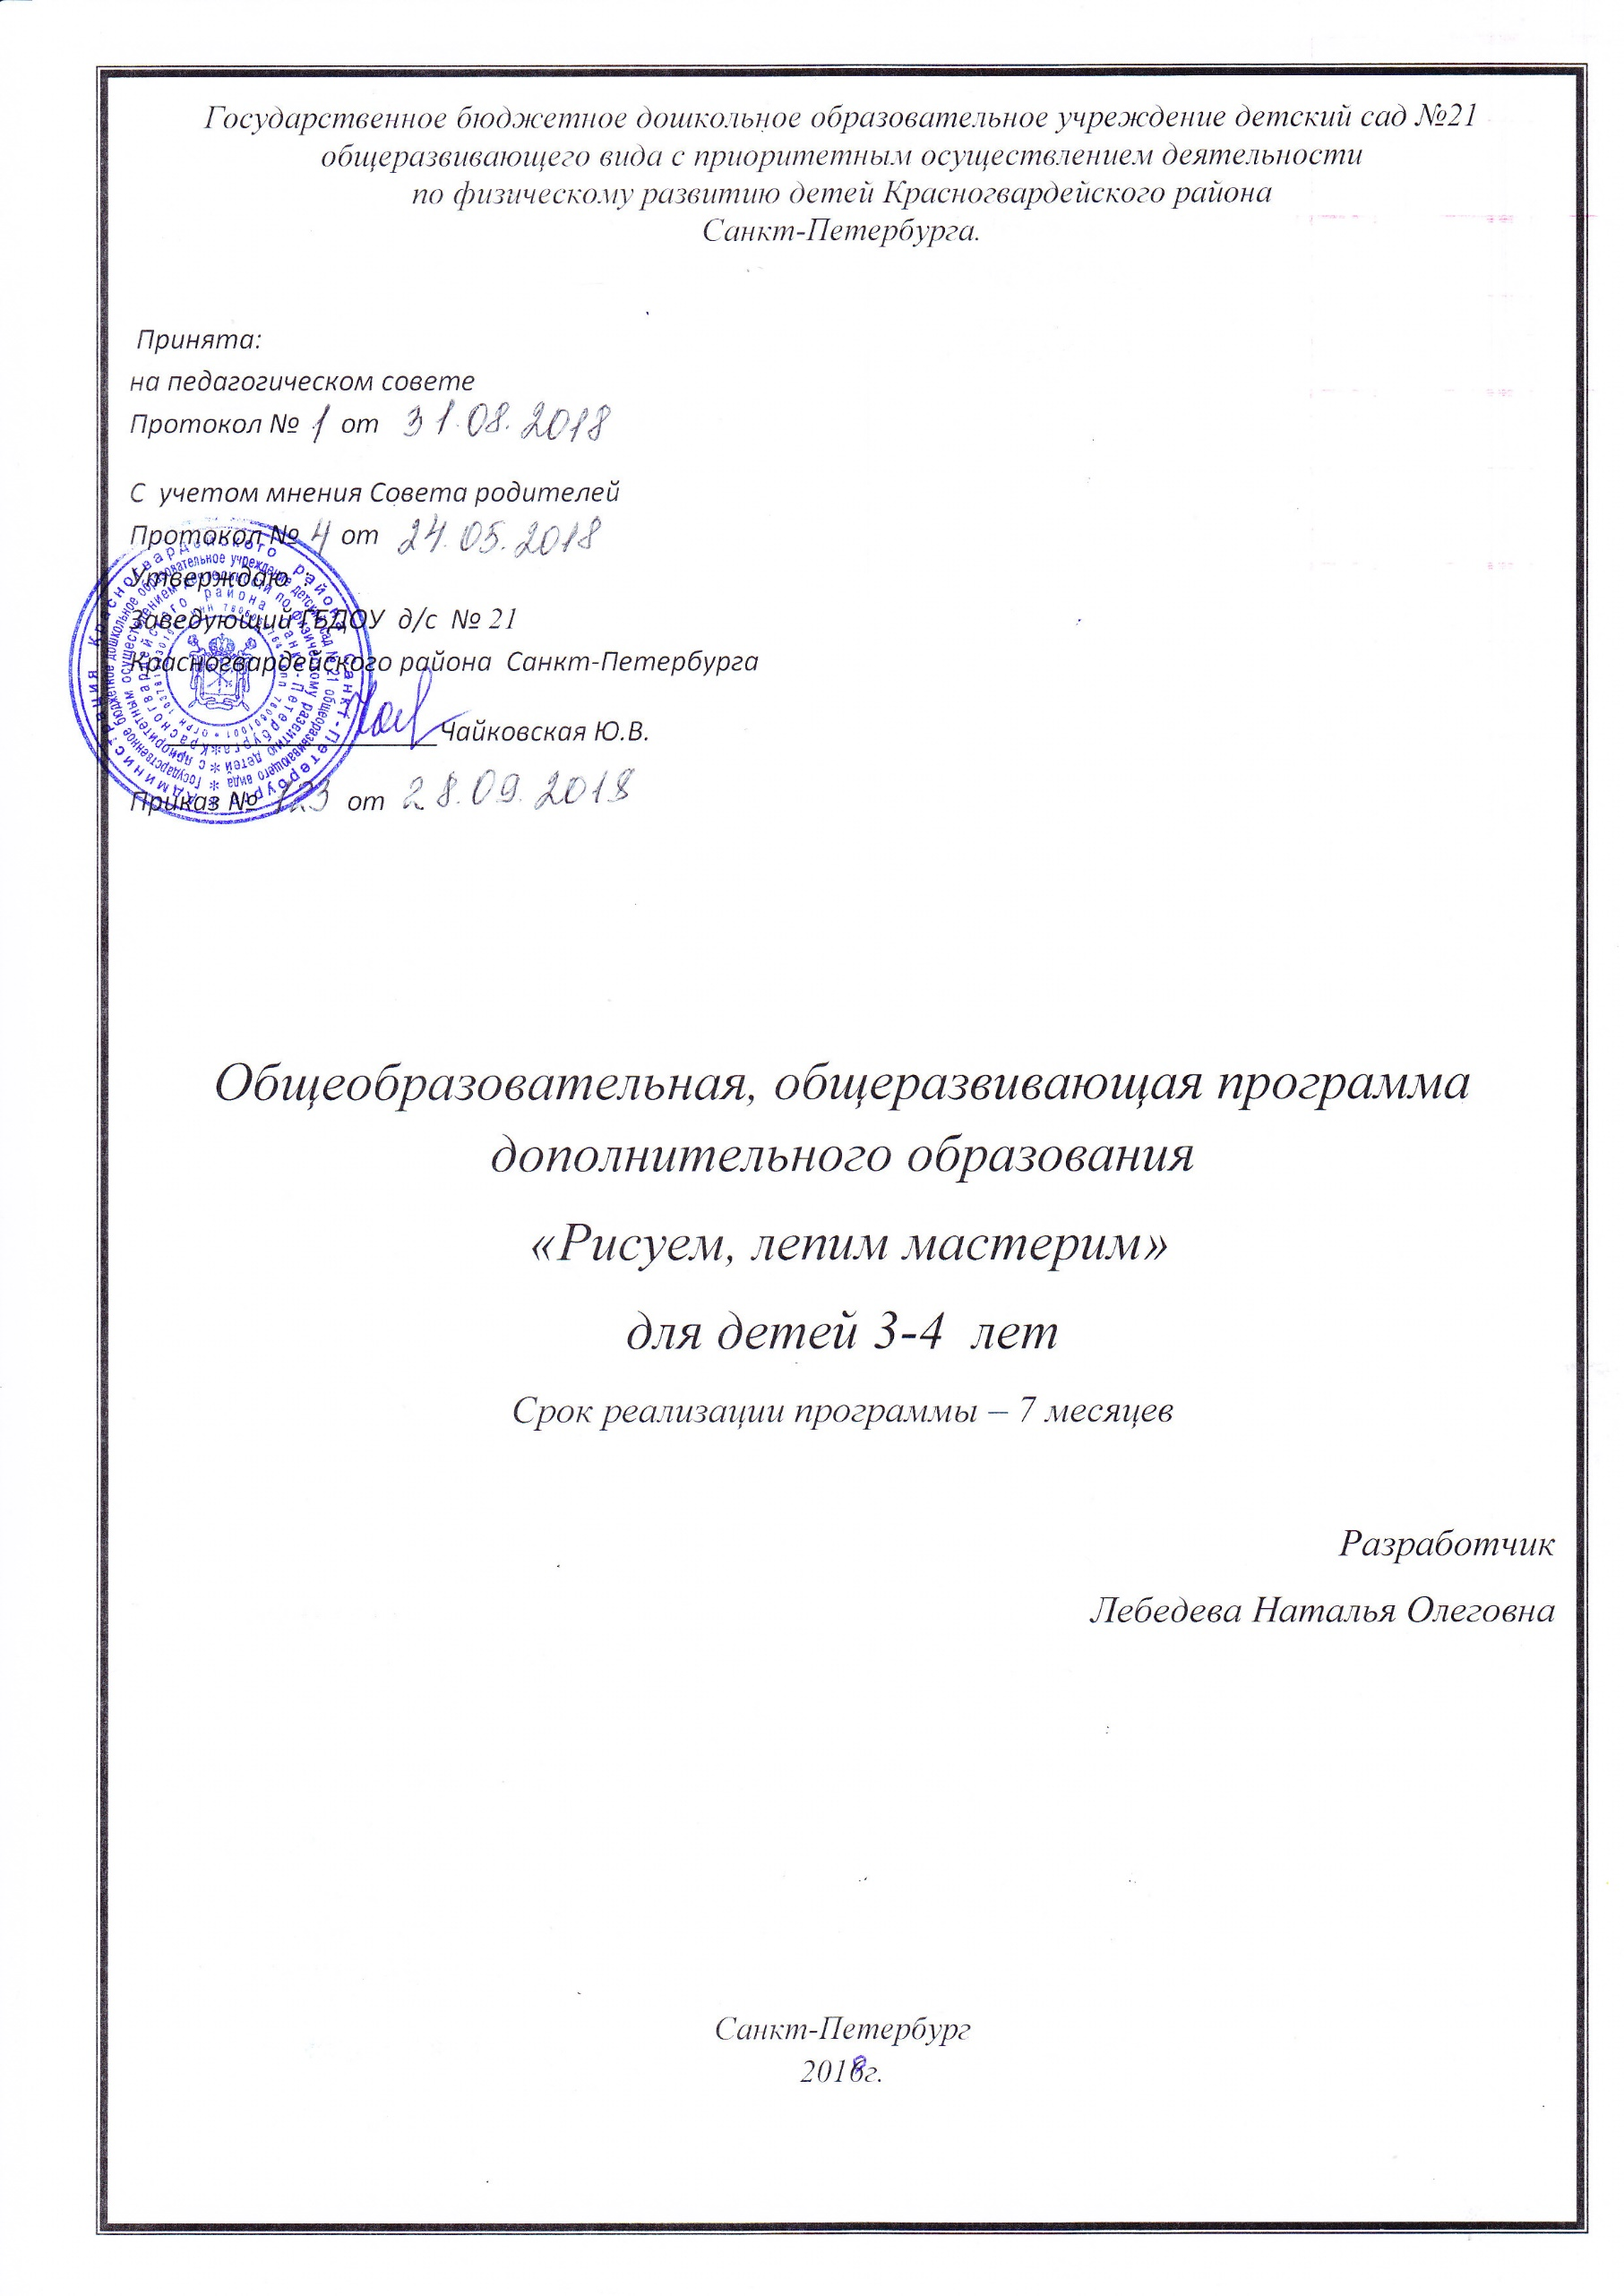 Государственное бюджетное дошкольное образовательное учреждение детский сад №21
общеразвивающего вида с приоритетным осуществлением деятельности
по физическому развитию детей Красногвардейского района
Санкт-Петербурга.
Принята:
на педагогическом совете
Протокол № 1 от 31.08.2018
С учетом мнения Совета родителей
Протокол № 4 от 24.05.2018
Утверждаю
Заведующий ГБДОУ д/с № 21
Красногвардейского района Санкт-Петербурга
Чайковская Ю.В.
Приказ № 123 от 28.09.2018
Общеобразовательная, общеразвивающая программа
дополнительного образования
«Рисуем, лепим мастерим»
для детей 3-4 лет
Срок реализации программы – 7 месяцев
Разработчик
Лебедева Наталья Олеговна
Санкт-Петербург
2018г.